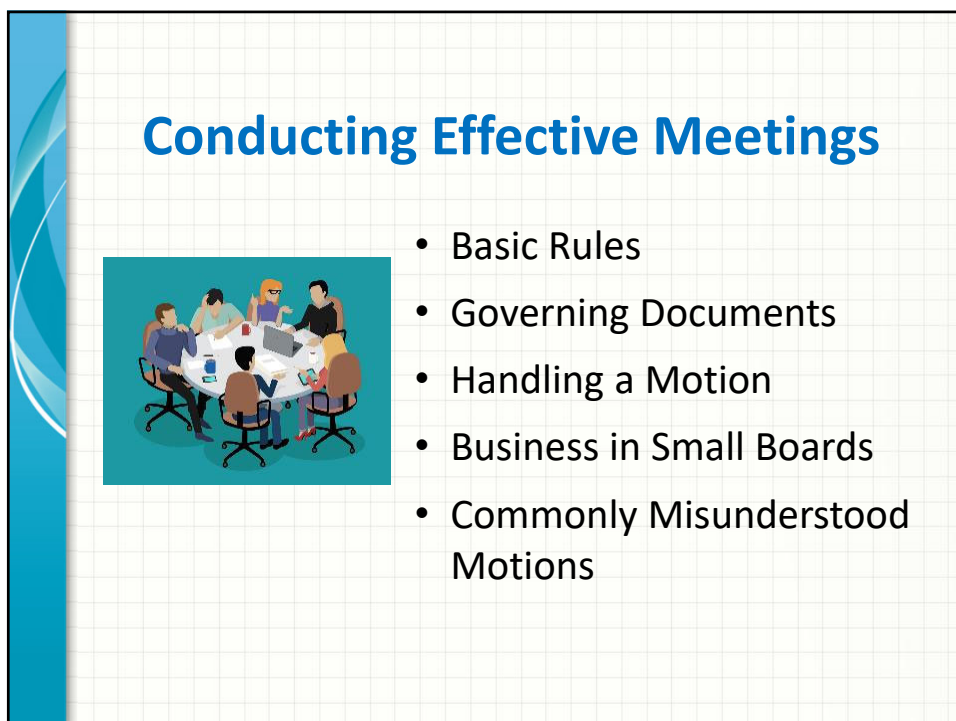 Conducting Effective Meetings
• Basic Rules
• Governing Documents
• Handling a Motion
• Business in Small Boards
• Commonly Misunderstood
Motions